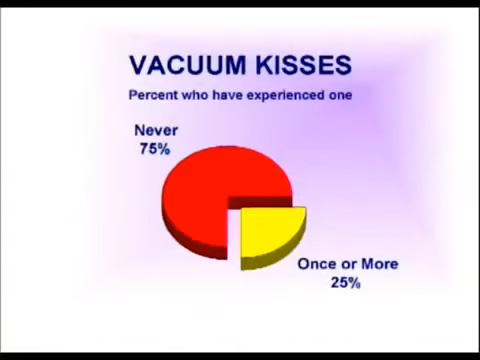 VACUUM KISSES
Percent who have experienced one
Never
75%
Once or More
25%